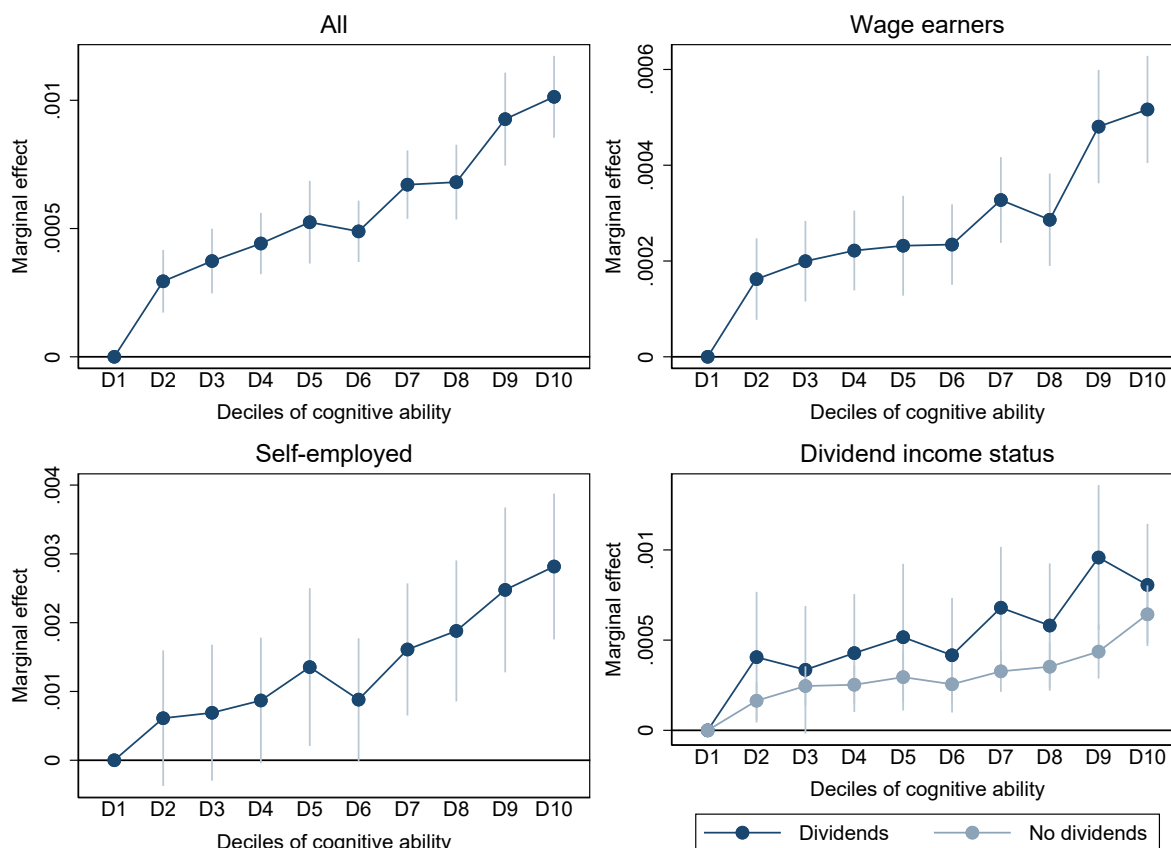 All
Marginal effect
.001
.0005
0
D1 D2 D3 D4 D5 D6 D7 D8 D9 D10
Deciles of cognitive ability
Wage earners
Marginal effect
.0006
.0004
.0002
0
D1 D2 D3 D4 D5 D6 D7 D8 D9 D10
Deciles of cognitive ability
Self-employed
Marginal effect
.004
.003
.002
.001
0
D1 D2 D3 D4 D5 D6 D7 D8 D9 D10
Deciles of cognitive ability
Dividend income status
Marginal effect
.001
.0005
0
D1 D2 D3 D4 D5 D6 D7 D8 D9 D10
Deciles of cognitive ability
Dividends No dividends